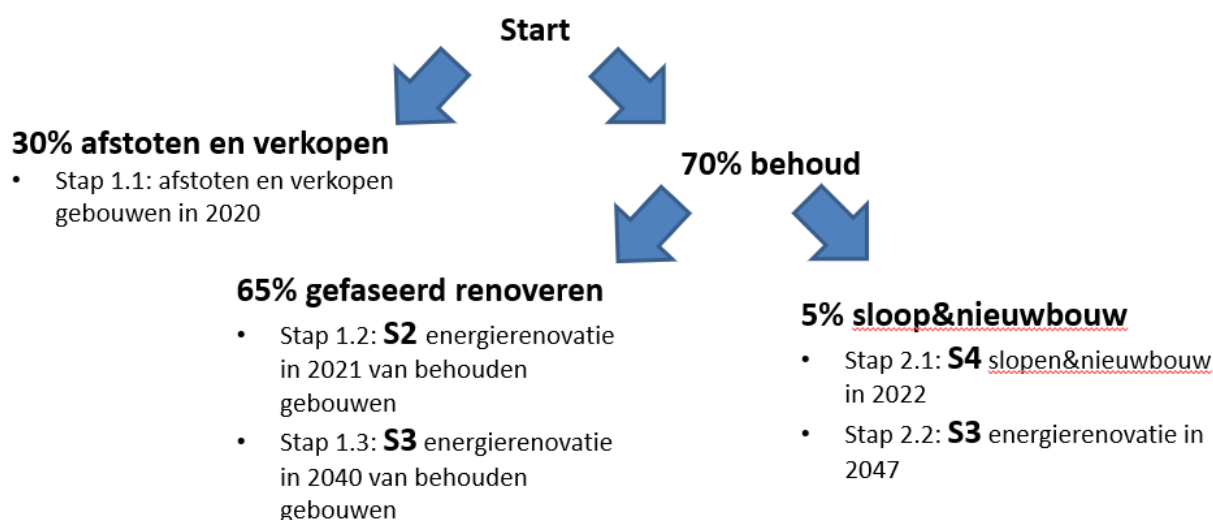 Start
30% afstoten en verkopen
• Stap 1.1: afstoten en verkopen
gebouwen in 2020
70% behoud
65% gefaseerd renoveren
• Stap 1.2: S2 energierenovatie
in 2021 van behouden
gebouwen
• Stap 1.3: S3 energierenovatie
in 2040 van behouden
gebouwen
5% sloop&nieuwbouw
• Stap 2.1: S4 slopen&nieuwbouw
in 2022
• Stap 2.2: S3 energierenovatie in
2047